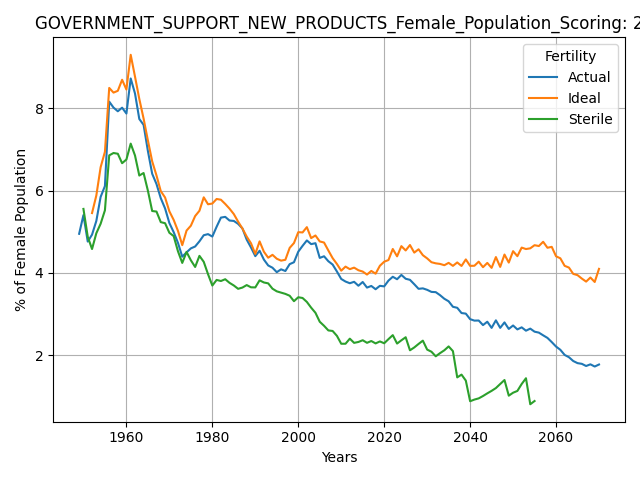 GOVERNMENT_SUPPORT_NEW_PRODUCTS_Female_Population_Scoring: 2
Fertility
Actual
Ideal
Sterile
% of Female Population
8
6
4
2
1960 1980 2000 2020 2040 2060
Years